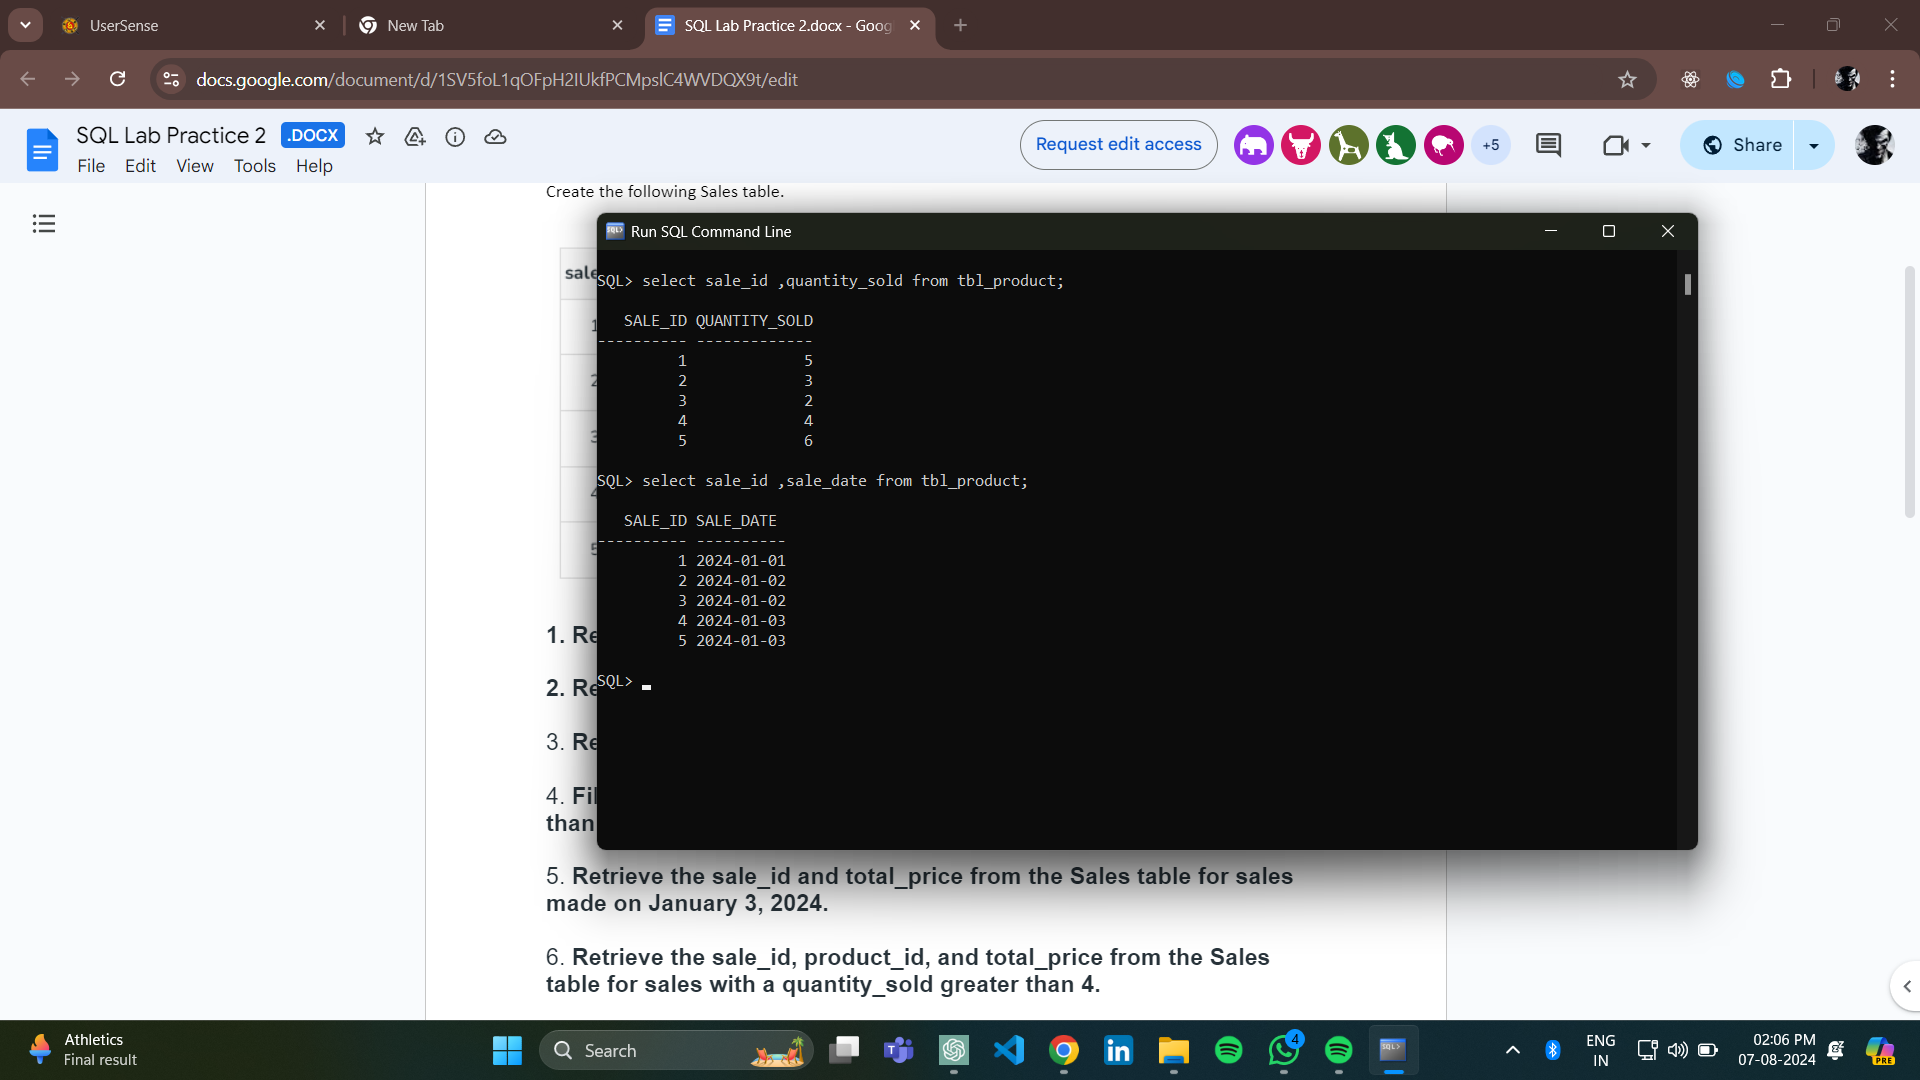 UserSense
New Tab
SQL Lab Practice 2.docx - Goog
docs.google.com/document/d/1SV5foL1qOFpH2IUkfPCMpslC4WVDQX9t/edit
SQL Lab Practice 2 .DOCX
File Edit View Tools Help
Request edit access
+5
Share
Create the following Sales table.
sale
1
2
3
4
5
Run SQL Command Line
SQL> select sale_id ,quantity_sold from tbl_product;
SALE_ID QUANTITY_SOLD
---------- -------------
1 5
2 3
3 2
4 4
5 6
SQL> select sale_id ,sale_date from tbl_product;
SALE_ID SALE_DATE
---------- ----------
1 2024-01-01
2 2024-01-02
3 2024-01-02
4 2024-01-03
5 2024-01-03
SQL>
1. Re
2. Re
3. Re
4. Fil
than
5. Retrieve the sale_id and total_price from the Sales table for sales
made on January 3, 2024.
6. Retrieve the sale_id, product_id, and total_price from the Sales
table for sales with a quantity_sold greater than 4.
Athletics
Final result
Search
4
ENG
IN
02:06 PM
07-08-2024
PRE